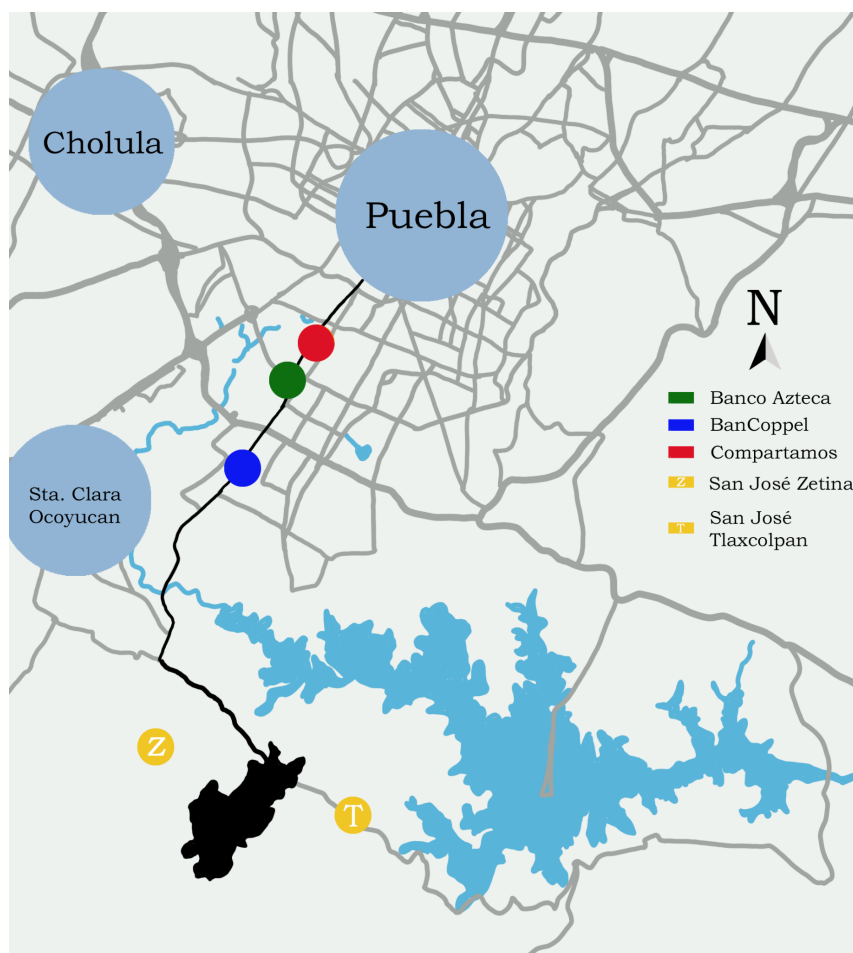 Cholula
Puebla
N
Banco Azteca
BanCoppel
Compartamos
Z San José Zetina
T San José
Tlaxcolpan
Sta. Clara
Ocoyucan
Z
T